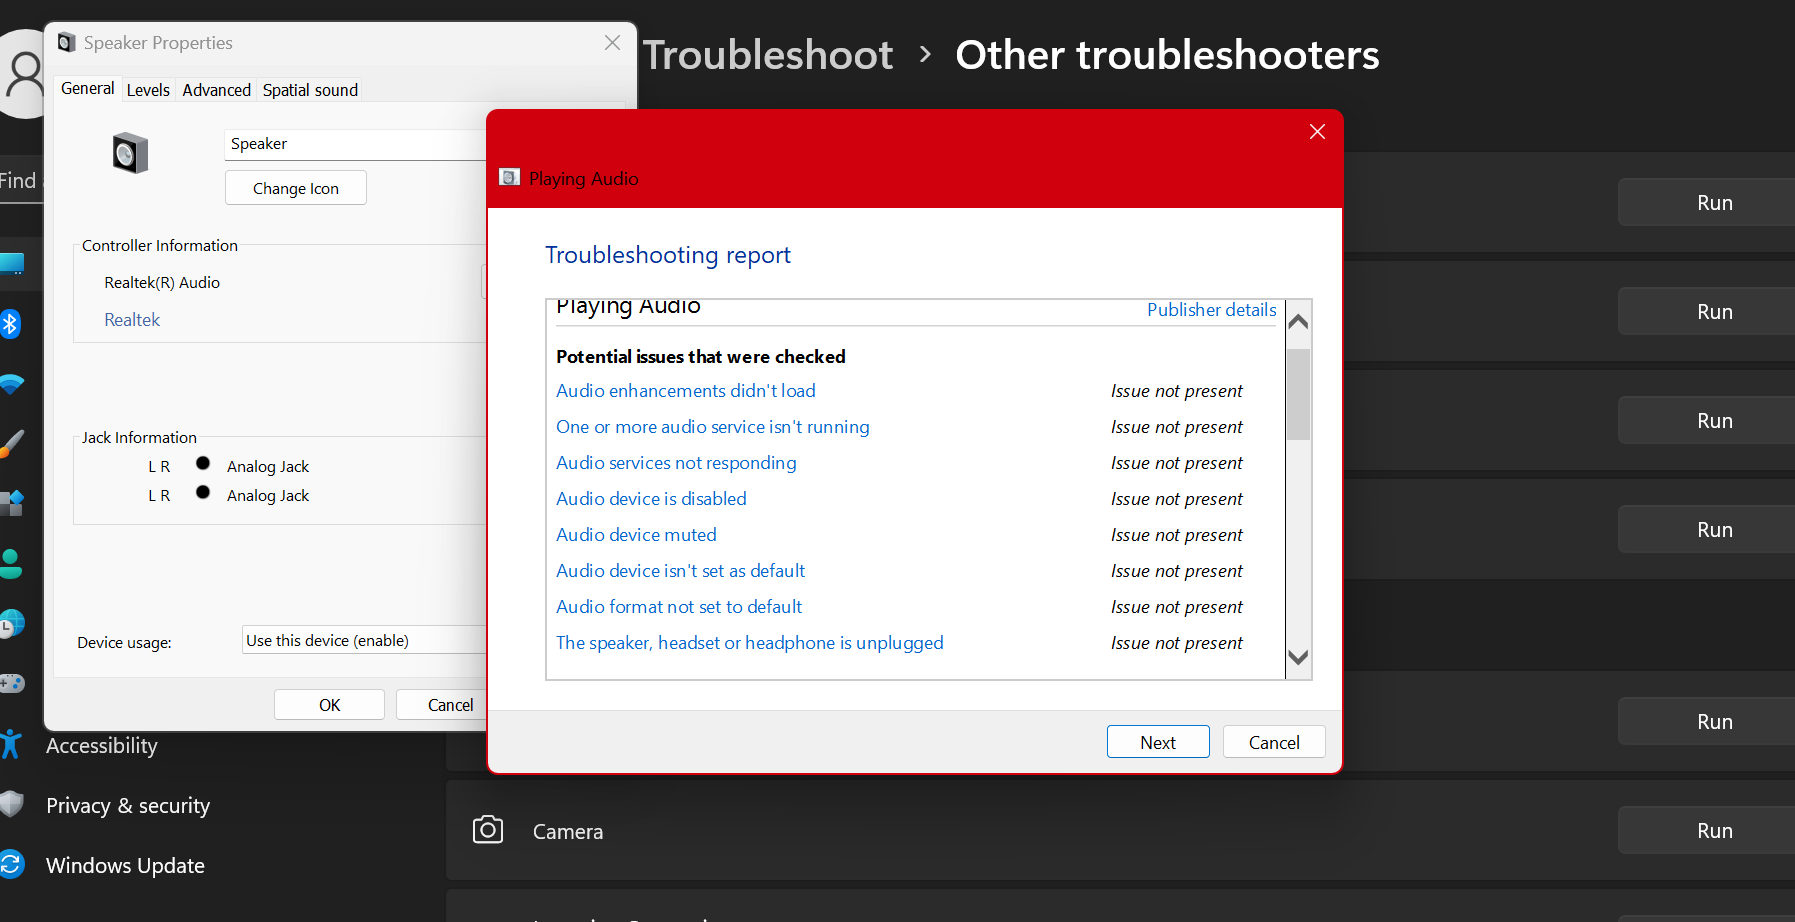 Speaker Properties
General
Levels
Advanced
Spatial sound
Speaker
Change Icon
Controller Information
Realtek(R) Audio
Realtek
Jack Information
L R
Analog Jack
L R
Analog Jack
Device usage:
Use this device (enable)
OK
Cancel
Troubleshoot › Other troubleshooters
Find
Playing Audio
Troubleshooting report
Playing Audio
Publisher details
Potential issues that were checked
Audio enhancements didn't load
Issue not present
One or more audio service isn't running
Issue not present
Audio services not responding
Issue not present
Audio device is disabled
Issue not present
Audio device muted
Issue not present
Audio device isn't set as default
Issue not present
Audio format not set to default
Issue not present
The speaker, headset or headphone is unplugged
Issue not present
Next
Cancel
Run
Run
Run
Run
Run
Accessibility
Privacy & security
Windows Update
Camera
Run